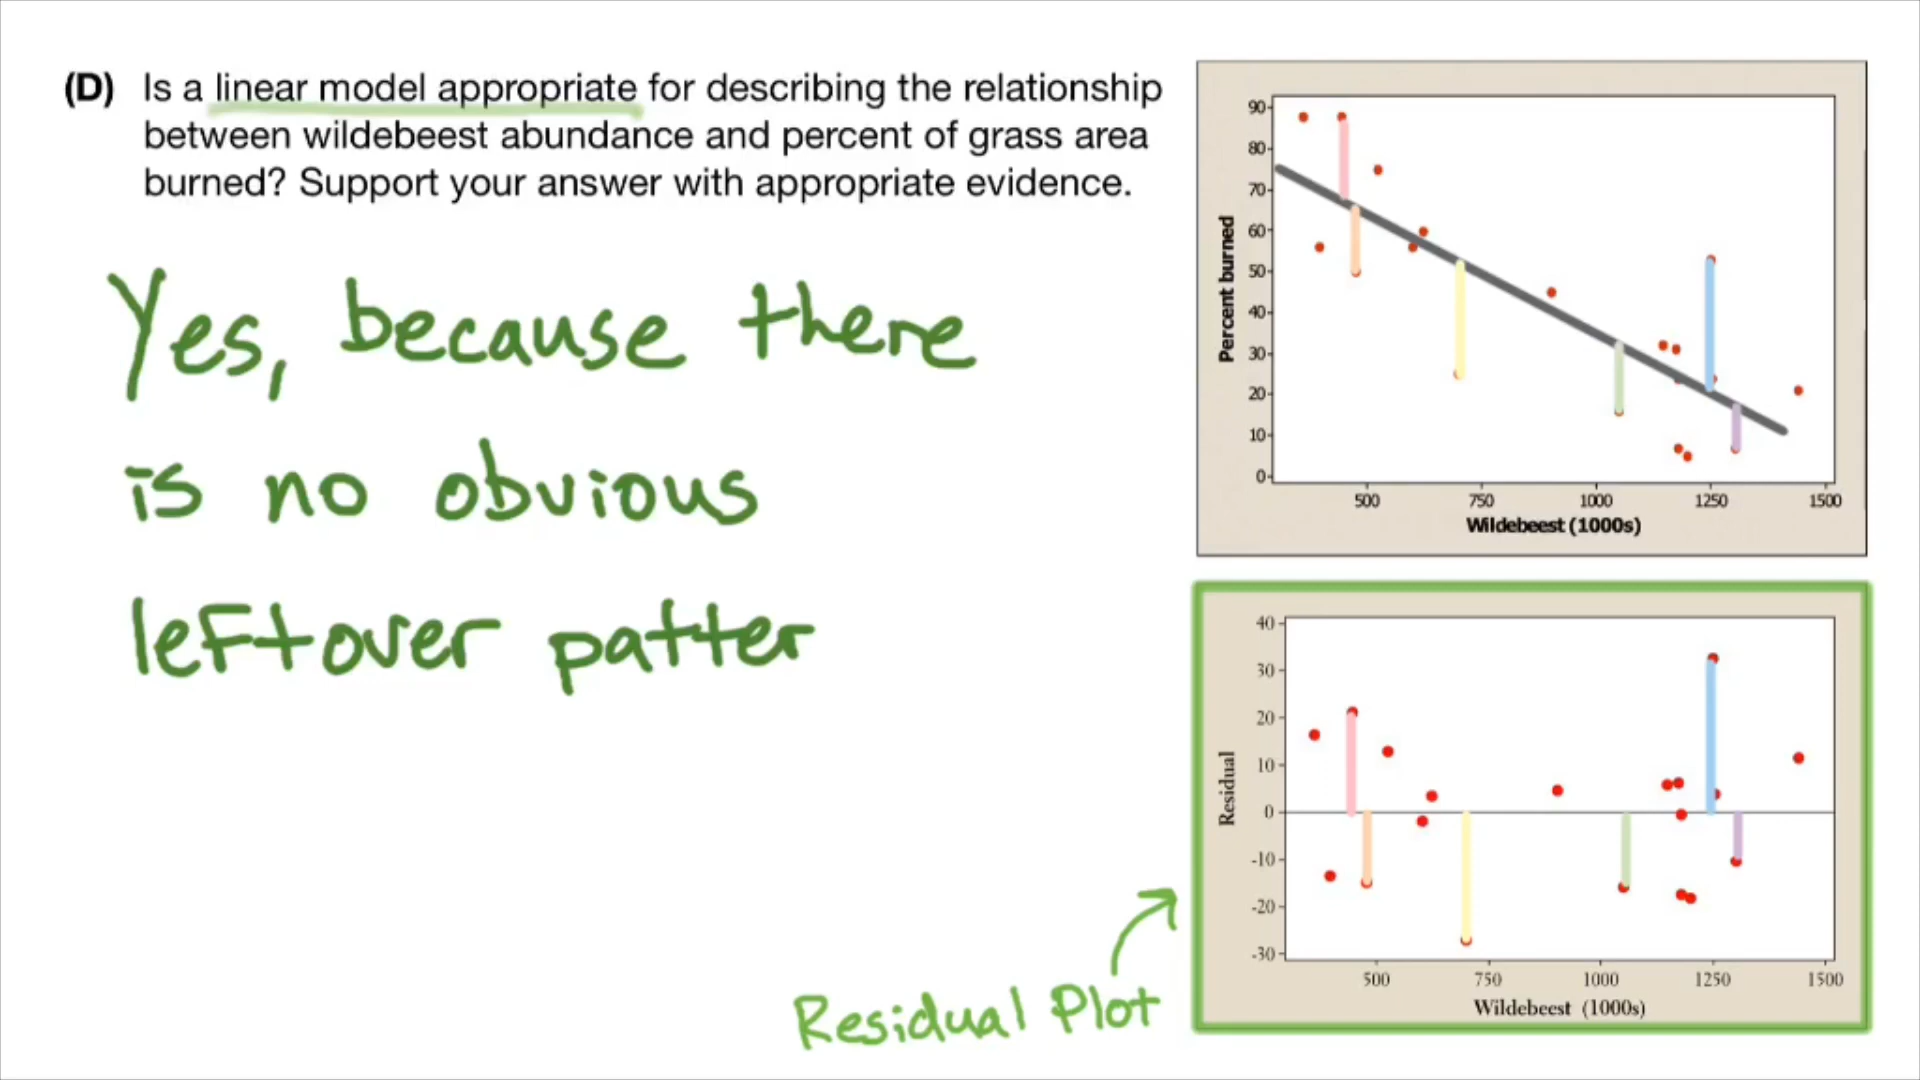 (D) Is a linear model appropriate for describing the relationship
between wildebeest abundance and percent of grass area
burned? Support your answer with appropriate evidence.
Yes, because there
is no obvious
leftover patter
Residual Plot
90
80
70
60
50
40
30
20
10
0
Percent burned
500 750 1000 1250 1500
Wildebeest (1000s)
40
30
20
10
0
-10
-20
-30
Residual
500 750 1000 1250 1500
Wildebeest (1000s)